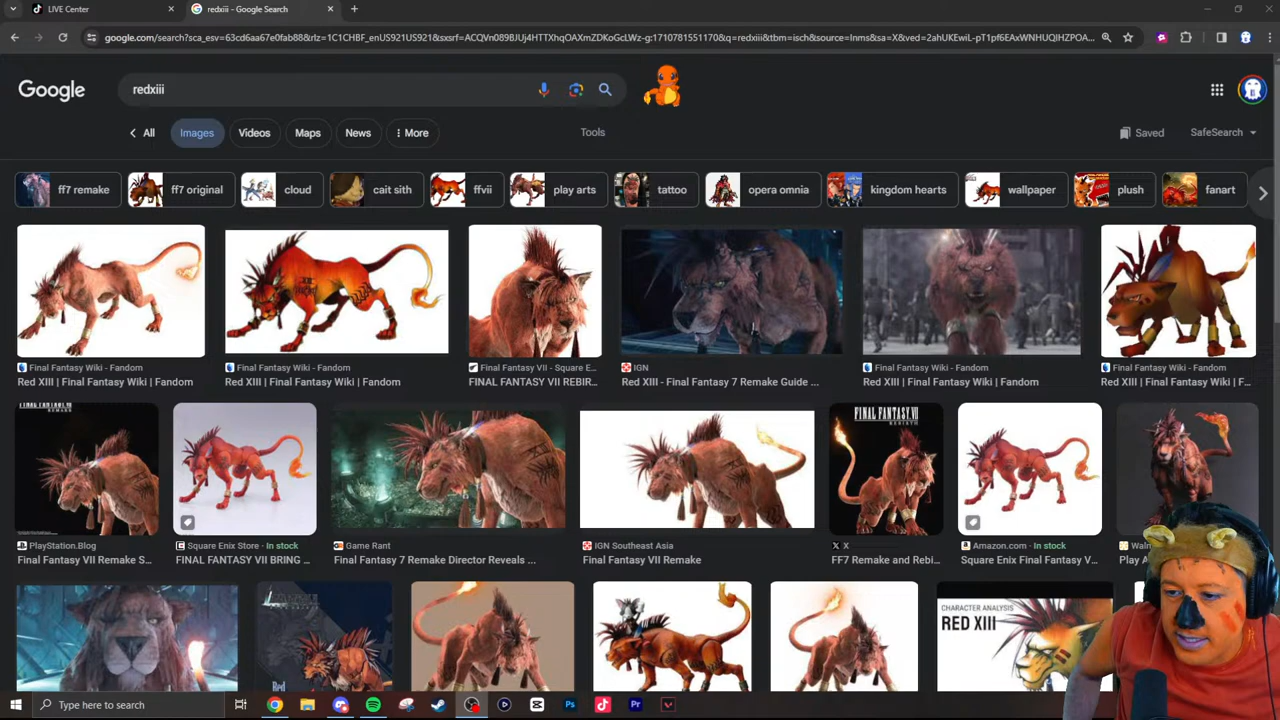 LIVE Center
redxiii - Google Search
google.com/search?sca_esv=63cd6aa67e0fab88&rlz=1C1CHBF_enUS921US921&sxsrf=ACQVn089BJUj4HTTXhqOAXmZDKoGcLWz-g:1710781551170&q=redxiii&tbm=isch&source=lnms&sa=X&ved=2ahUKEwiL-pT1pf6EAxWNHUQIHZPOA...
Google
redxiii
All Images Videos Maps News More Tools Saved SafeSearch
ff7 remake ff7 original cloud cait sith ffvii play arts tattoo opera omnia kingdom hearts wallpaper plush fanart
Final Fantasy Wiki - Fandom
Red XIII | Final Fantasy Wiki | Fandom
Final Fantasy Wiki - Fandom
Red XIII | Final Fantasy Wiki | Fandom
Final Fantasy VII - Square E...
FINAL FANTASY VII REBIR...
IGN
Red XIII - Final Fantasy 7 Remake Guide ...
Final Fantasy Wiki - Fandom
Red XIII | Final Fantasy Wiki | Fandom
Final Fantasy Wiki - Fandom
Red XIII | Final Fantasy Wiki | F...
FINAL FANTASY VII
FINAL FANTASY VII
REBIRTH
PlayStation.Blog
Final Fantasy VII Remake S...
Square Enix Store · In stock
FINAL FANTASY VII BRING ...
Game Rant
Final Fantasy 7 Remake Director Reveals ...
IGN Southeast Asia
Final Fantasy VII Remake
X
FF7 Remake and Rebi...
Amazon.com · In stock
Square Enix Final Fantasy V...
Play A
CHARACTER ANALYSIS
RED XIII
Red
Type here to search